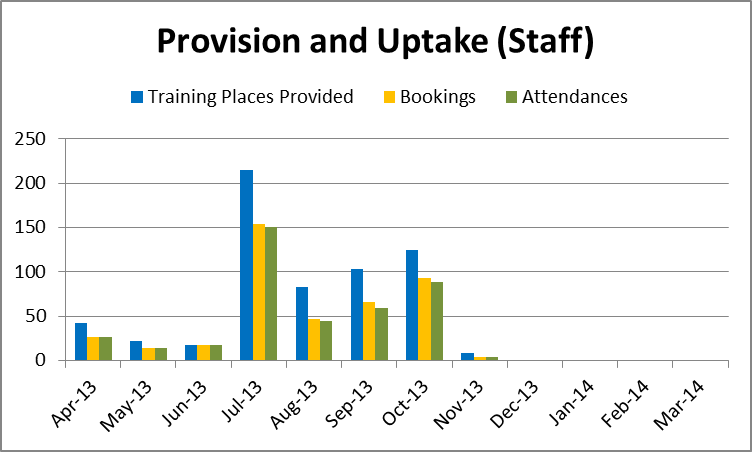 Provision and Uptake (Staff)
Training Places Provided Bookings Attendances
250
200
150
100
50
0
Apr-13 May-13 Jun-13 Jul-13 Aug-13 Sep-13 Oct-13 Nov-13 Dec-13 Jan-14 Feb-14 Mar-14